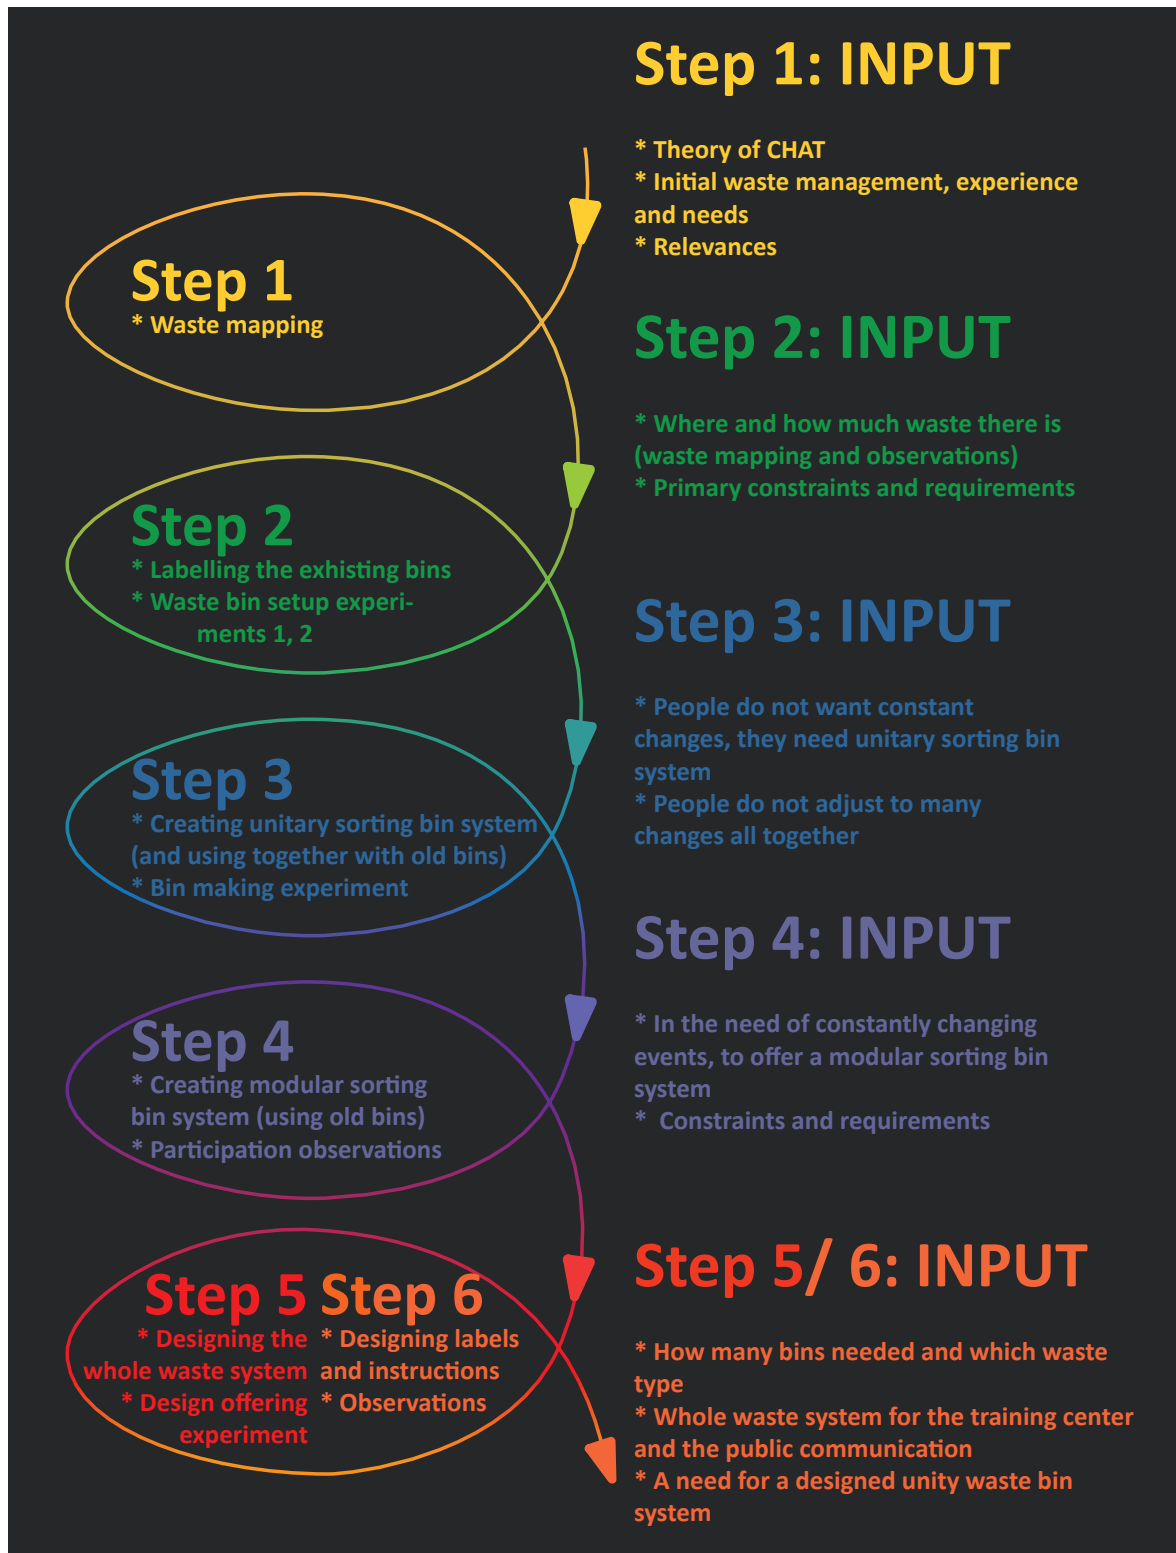 Step 1: INPUT
* Theory of CHAT
* Initial waste management, experience
and needs
* Relevances
Step 1
* Waste mapping
Step 2: INPUT
* Where and how much waste there is
(waste mapping and observations)
* Primary constraints and requirements
Step 2
* Labelling the exhisting bins
* Waste bin setup experi-
ments 1, 2
Step 3: INPUT
* People do not want constant
changes, they need unitary sorting bin
system
* People do not adjust to many
changes all together
Step 3
* Creating unitary sorting bin system
(and using together with old bins)
* Bin making experiment
Step 4: INPUT
* In the need of constantly changing
events, to offer a modular sorting bin
system
* Constraints and requirements
Step 4
* Creating modular sorting
bin system (using old bins)
* Participation observations
Step 5/ 6: INPUT
* How many bins needed and which waste
type
* Whole waste system for the training center
and the public communication
* A need for a designed unity waste bin
system
Step 5
* Designing the
whole waste system
* Design offering
experiment
Step 6
* Designing labels
and instructions
* Observations